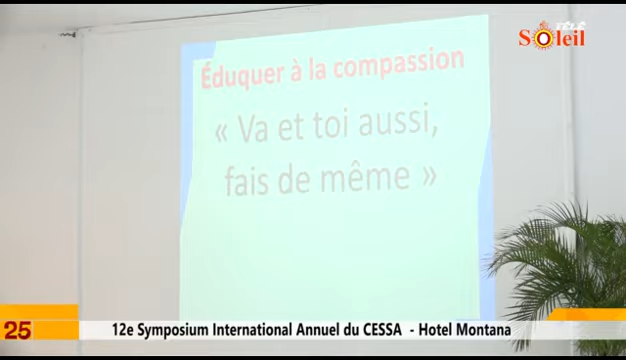 TÉLÉ
Soleil
Éduquer à la compassion
« Va et toi aussi,
fais de même »
25
12e Symposium International Annuel du CESSA - Hotel Montana